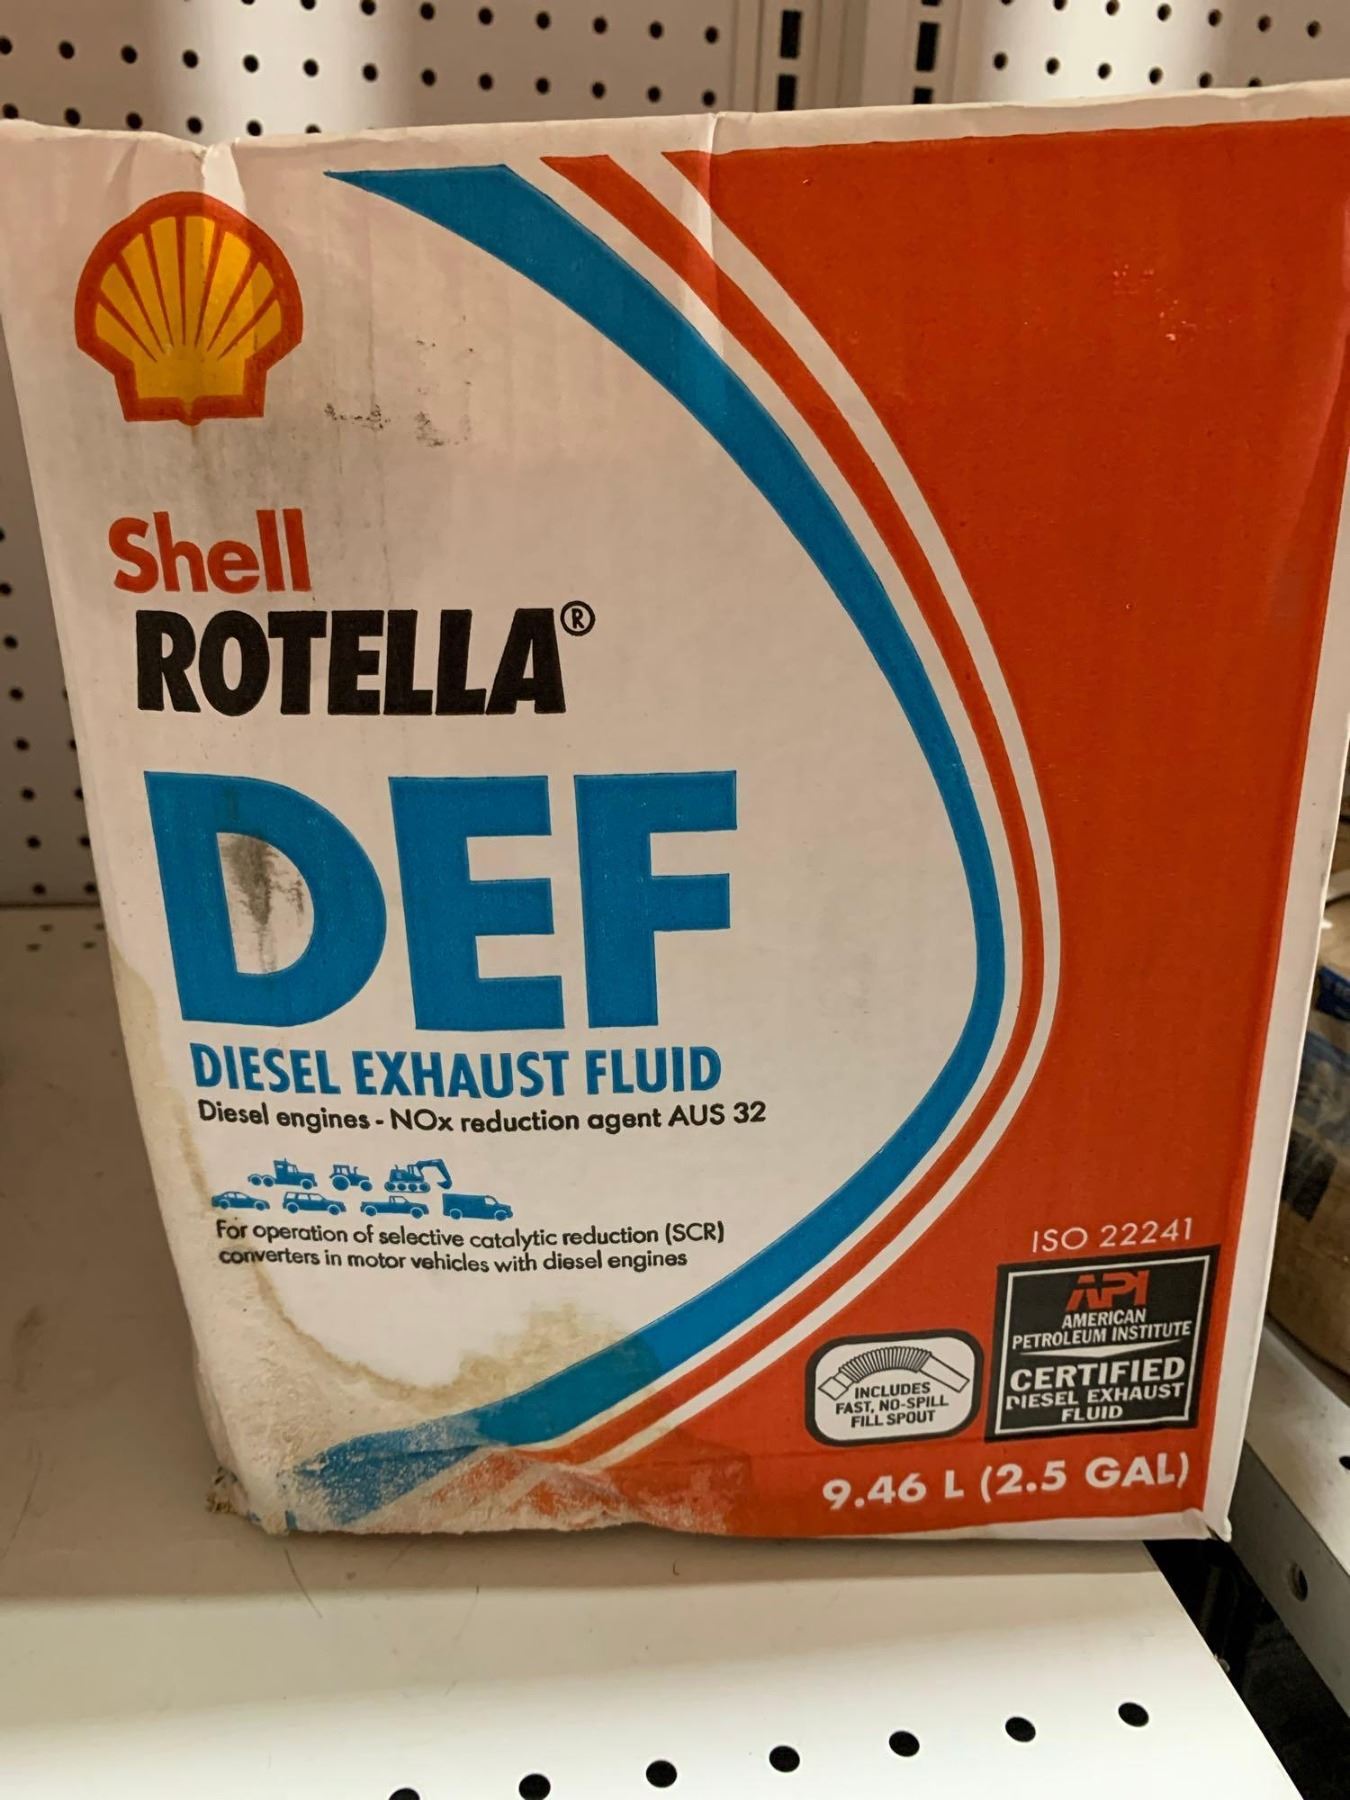 Shell
ROTELLA®
DEF
DIESEL EXHAUST FLUID
Diesel engines - NOx reduction agent AUS 32
For operation of selective catalytic reduction (SCR)
converters in motor vehicles with diesel engines
ISO 22241
API
AMERICAN
PETROLEUM INSTITUTE
CERTIFIED
DIESEL EXHAUST
FLUID
INCLUDES
FAST, NO-SPILL
FILL SPOUT
9.46 L (2.5 GAL)